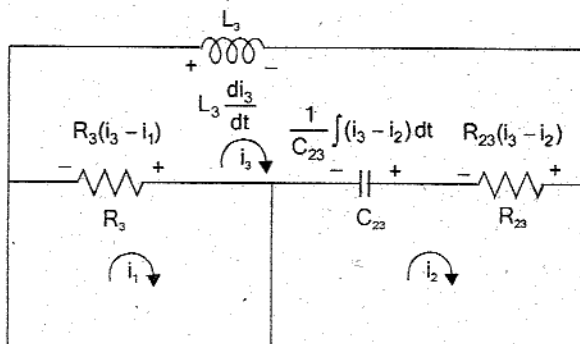 L₃
+ −
L₃ di₃/dt
R₃(i₃ − i₁) 1/C₂₃ ∫(i₃ − i₂) dt R₂₃(i₃ − i₂)
i₃
− + − + − +
R₃ C₂₃ R₂₃
i₁ i₂